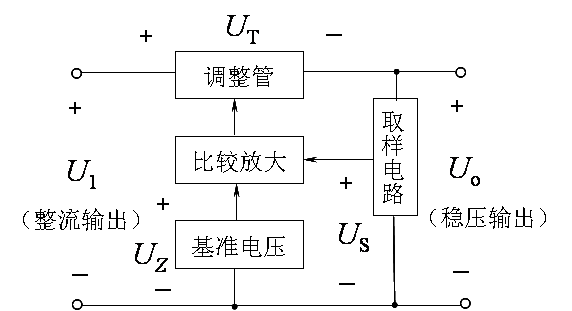 + U_T −
调整管
+ +
取样电路
比较放大
U_1 U_o
+ +
（整流输出） （稳压输出）
基准电压
U_Z U_S
− − − −